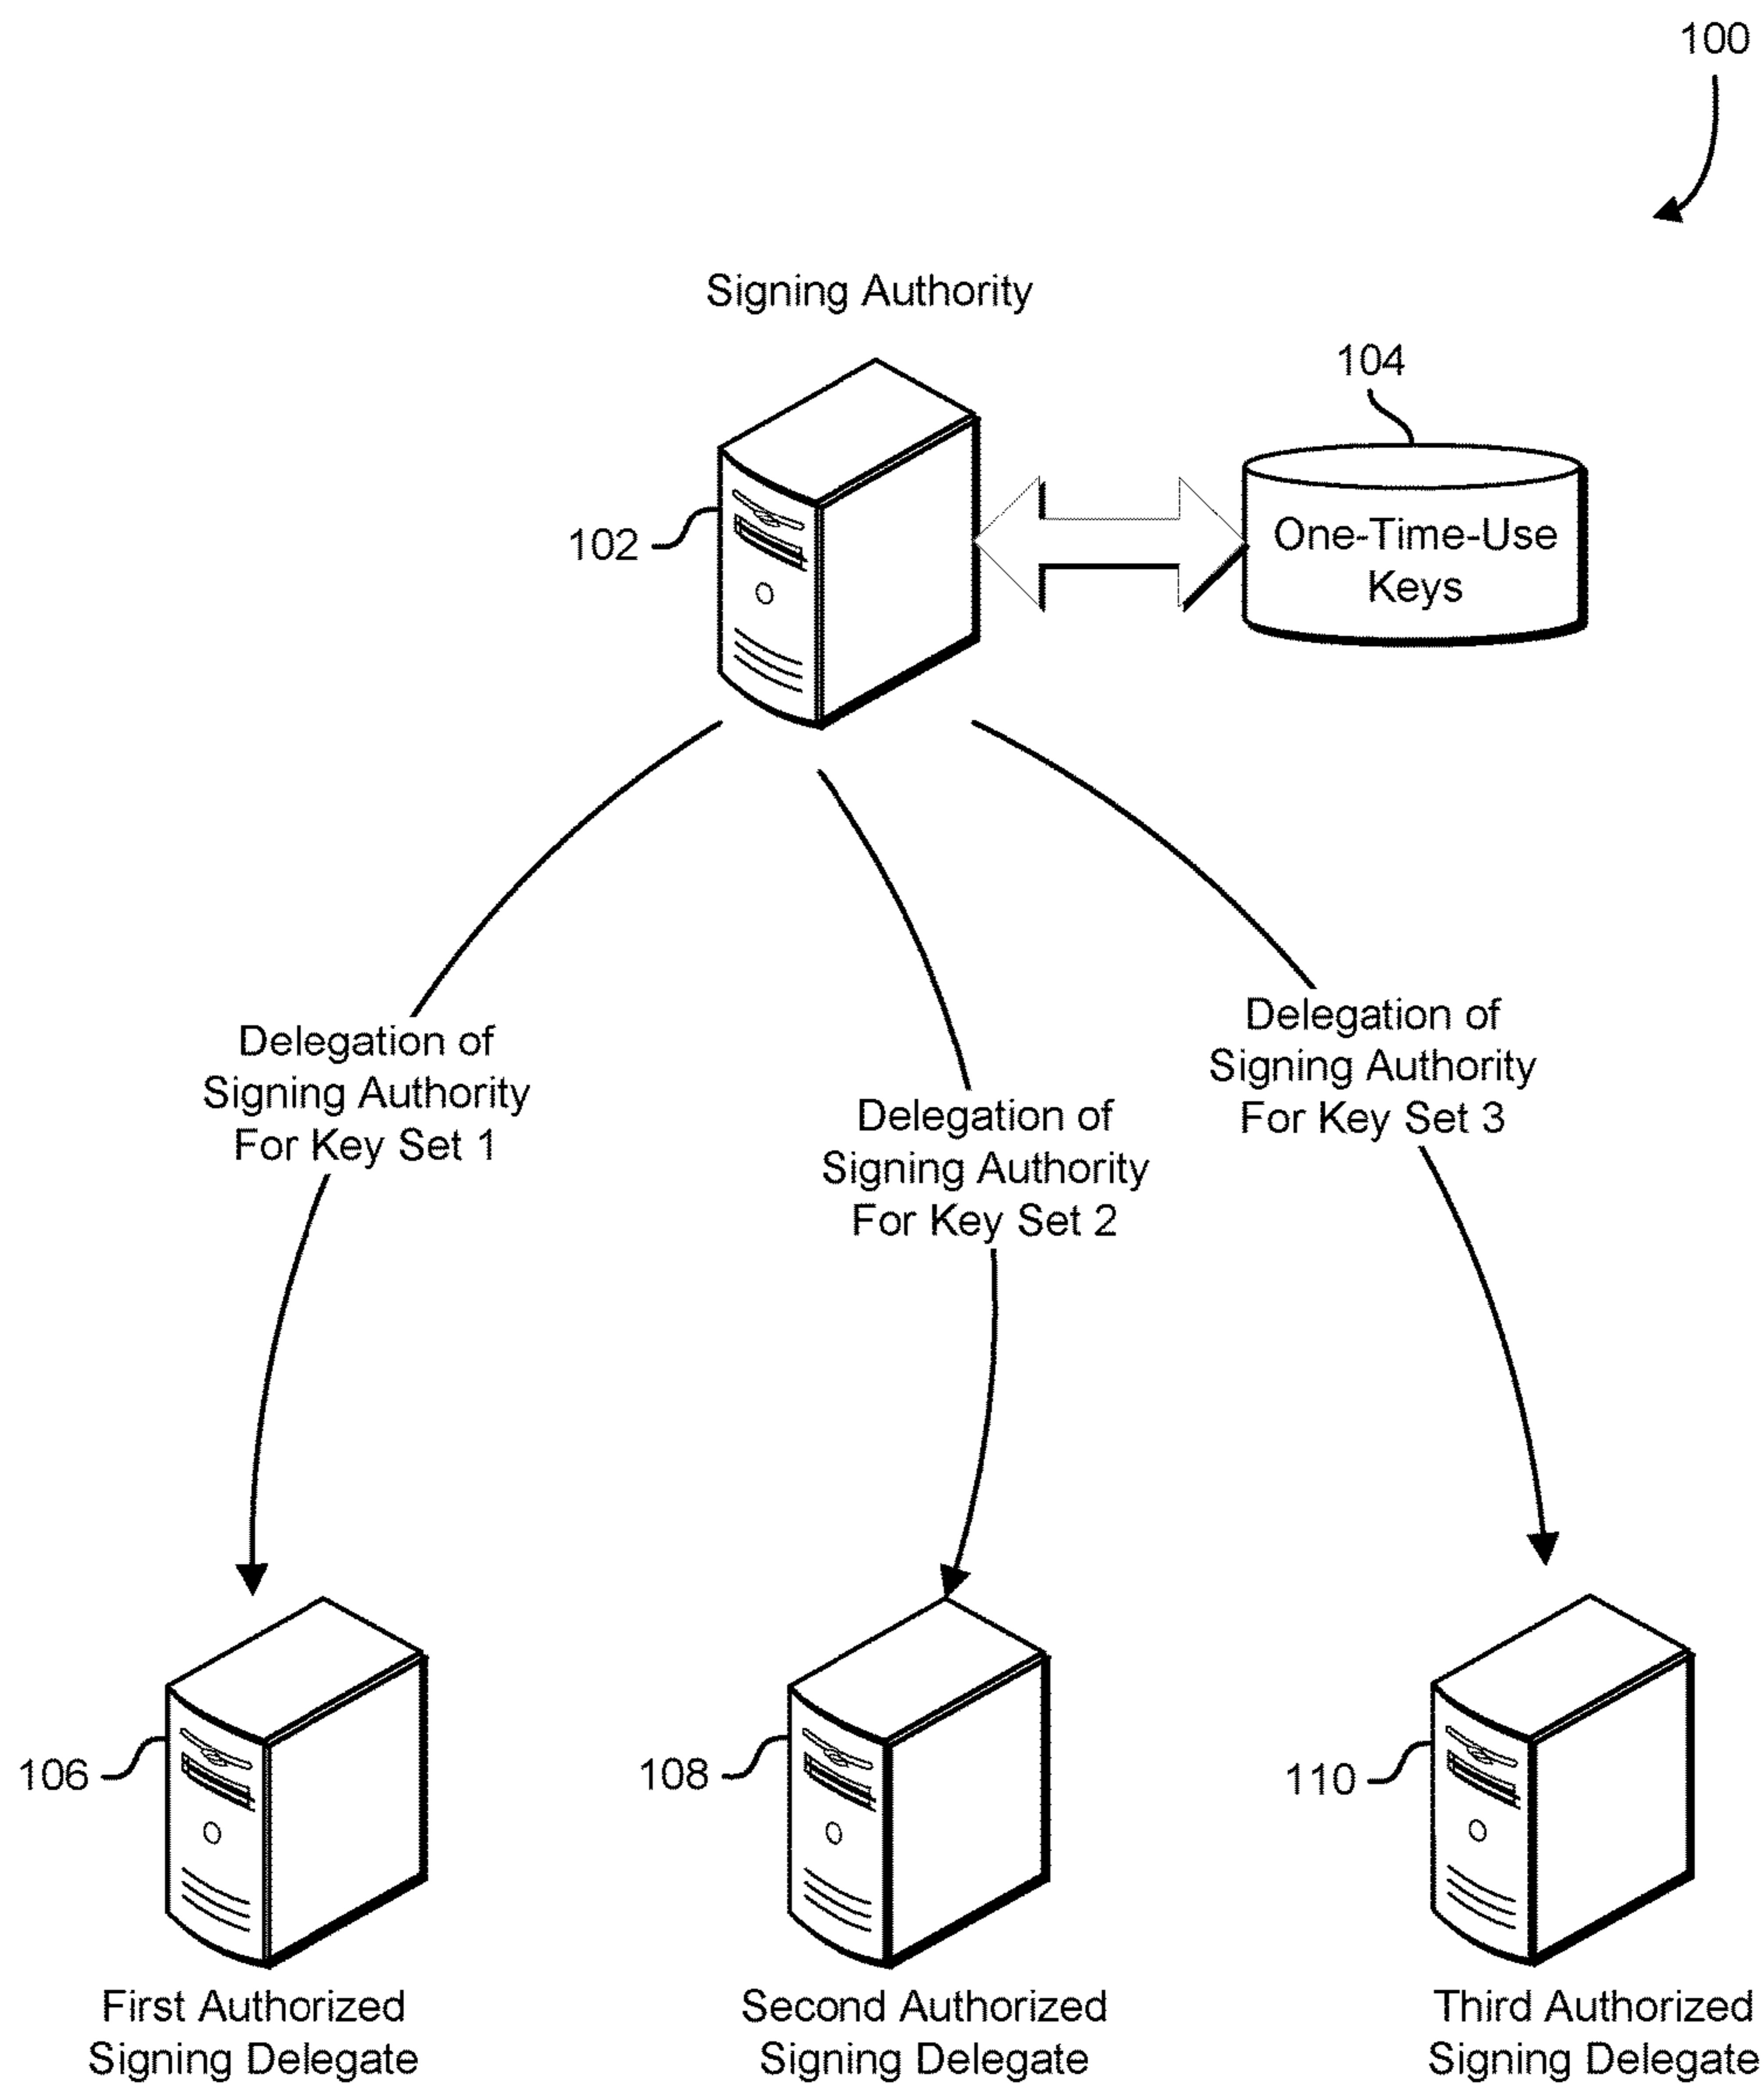 100
Signing Authority
104
One-Time-Use
Keys
102
Delegation of
Signing Authority
For Key Set 1
Delegation of
Signing Authority
For Key Set 2
Delegation of
Signing Authority
For Key Set 3
106
108
110
First Authorized
Signing Delegate
Second Authorized
Signing Delegate
Third Authorized
Signing Delegate